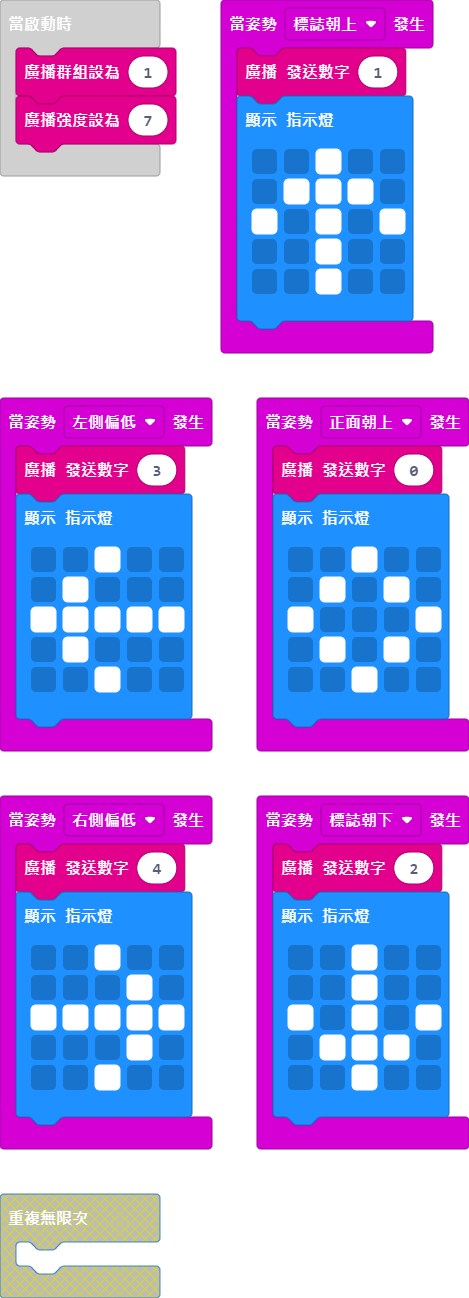 當啟動時
廣播群組設為 1
廣播強度設為 7
當姿勢 標誌朝上 發生
廣播 發送數字 1
顯示 指示燈
當姿勢 左側偏低 發生
廣播 發送數字 3
顯示 指示燈
當姿勢 正面朝上 發生
廣播 發送數字 0
顯示 指示燈
當姿勢 右側偏低 發生
廣播 發送數字 4
顯示 指示燈
當姿勢 標誌朝下 發生
廣播 發送數字 2
顯示 指示燈
重複無限次